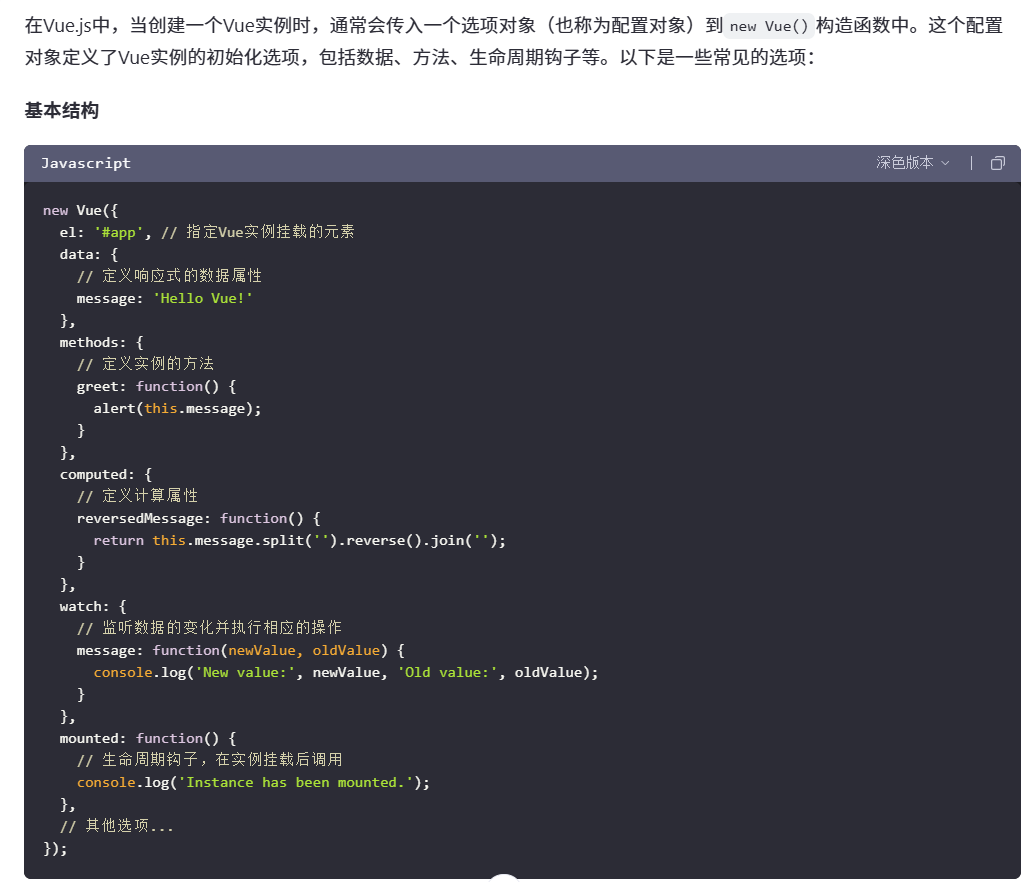 在Vue.js中，当创建一个Vue实例时，通常会传入一个选项对象（也称为配置对象）到 new Vue() 构造函数中。这个配置
对象定义了Vue实例的初始化选项，包括数据、方法、生命周期钩子等。以下是一些常见的选项：
基本结构
Javascript 深色版本
new Vue({
  el: '#app', // 指定Vue实例挂载的元素
  data: {
    // 定义响应式的数据属性
    message: 'Hello Vue!'
  },
  methods: {
    // 定义实例的方法
    greet: function() {
      alert(this.message);
    }
  },
  computed: {
    // 定义计算属性
    reversedMessage: function() {
      return this.message.split('').reverse().join('');
    }
  },
  watch: {
    // 监听数据的变化并执行相应的操作
    message: function(newValue, oldValue) {
      console.log('New value:', newValue, 'Old value:', oldValue);
    }
  },
  mounted: function() {
    // 生命周期钩子，在实例挂载后调用
    console.log('Instance has been mounted.');
  },
  // 其他选项...
});